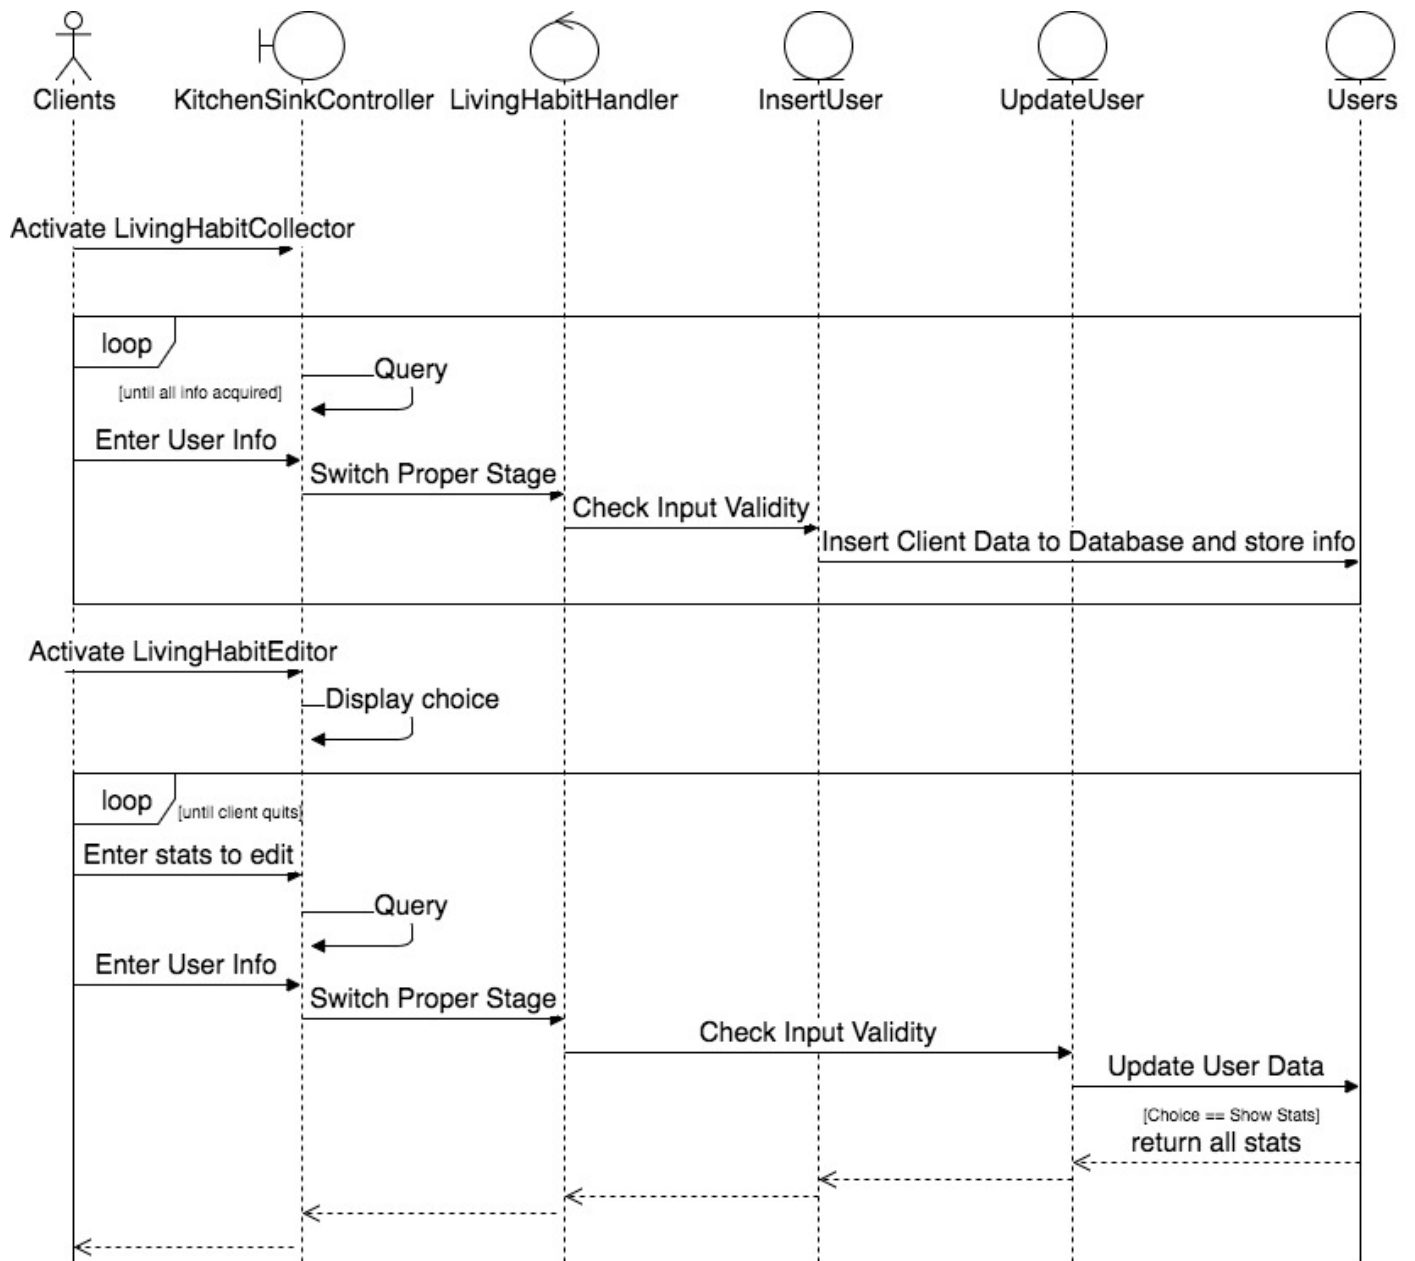 Clients
KitchenSinkController
LivingHabitHandler
InsertUser
UpdateUser
Users
Activate LivingHabitCollector
loop
Query
[until all info acquired]
Enter User Info
Switch Proper Stage
Check Input Validity
Insert Client Data to Database and store info
Activate LivingHabitEditor
Display choice
loop
[until client quits]
Enter stats to edit
Query
Enter User Info
Switch Proper Stage
Check Input Validity
Update User Data
[Choice == Show Stats]
return all stats